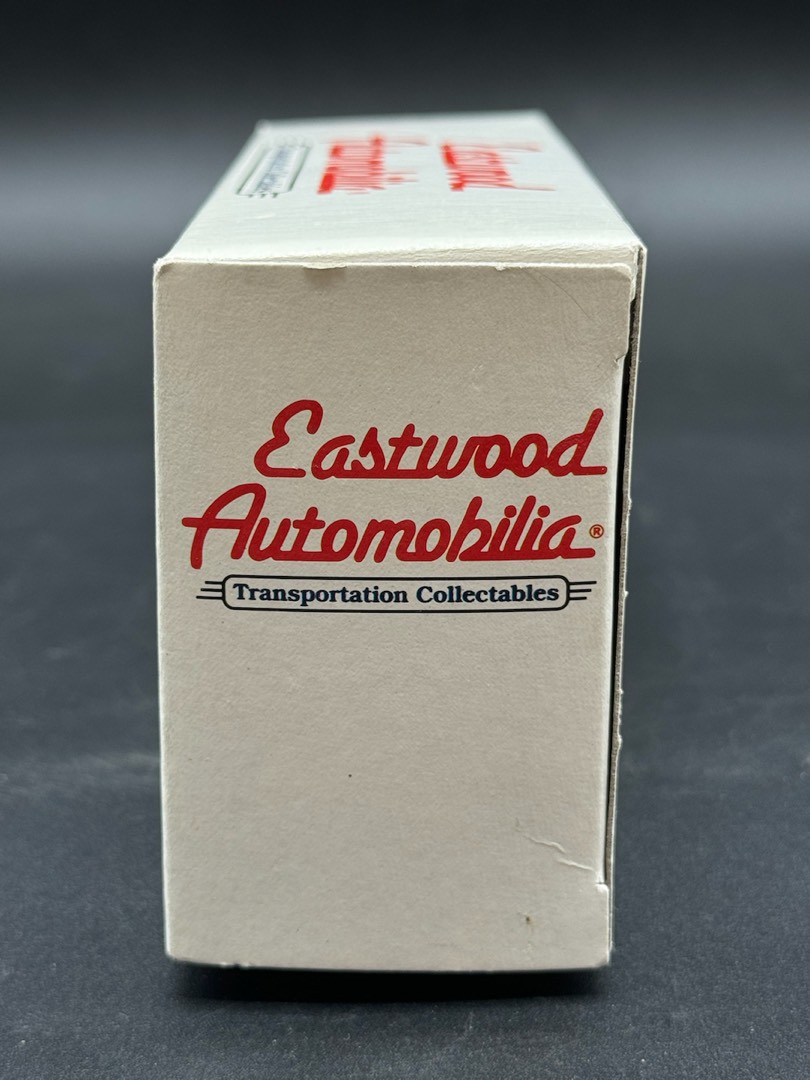 Eastwood
Automobilia®
Transportation Collectables